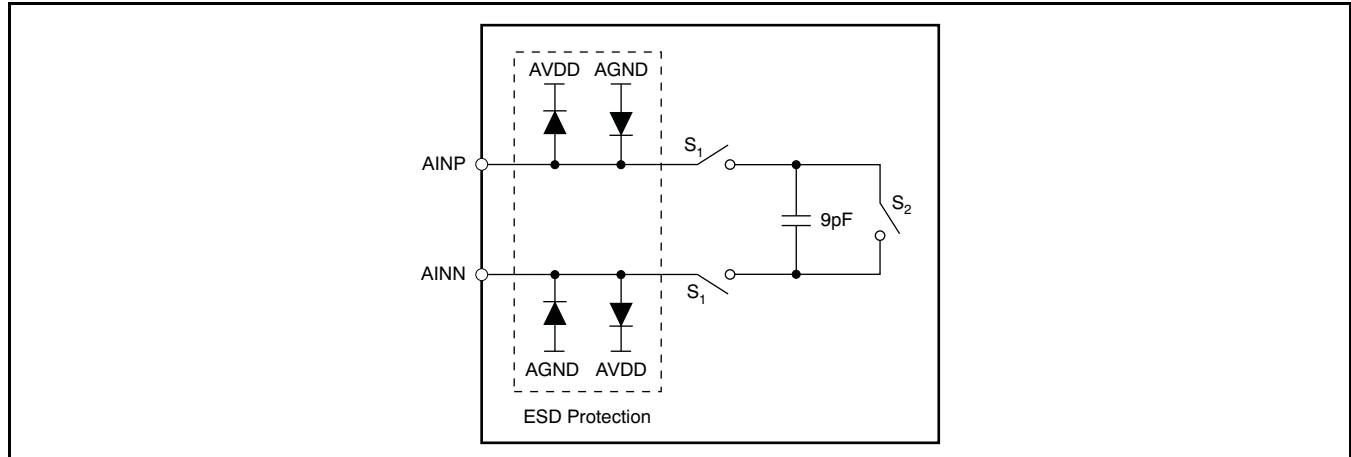 AVDD AGND
S₁
AINP
S₂
9pF
AINN
S₁
AGND AVDD
ESD Protection